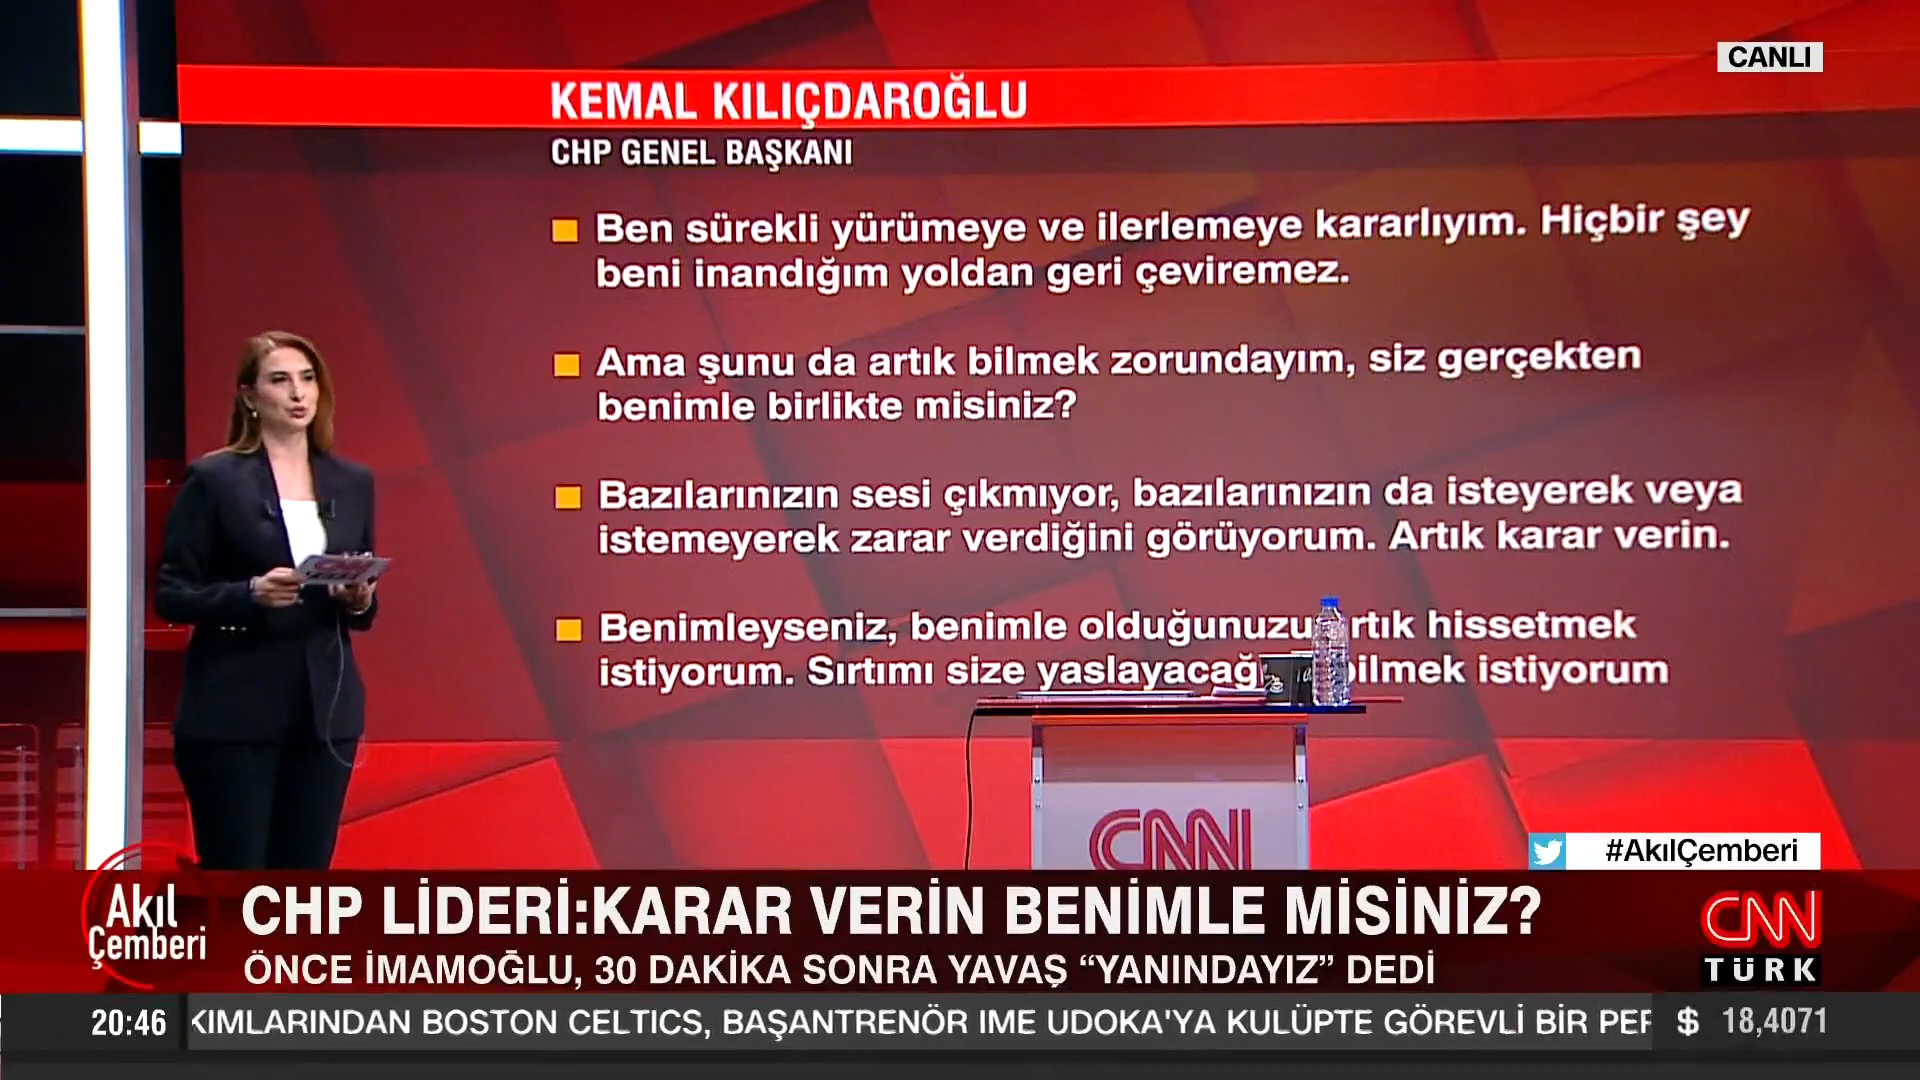 CANLI
KEMAL KILIÇDAROĞLU
CHP GENEL BAŞKANI
Ben sürekli yürümeye ve ilerlemeye kararlıyım. Hiçbir şey
beni inandığım yoldan geri çeviremez.
Ama şunu da artık bilmek zorundayım, siz gerçekten
benimle birlikte misiniz?
Bazılarınızın sesi çıkmıyor, bazılarınızın da isteyerek veya
istemeyerek zarar verdiğini görüyorum. Artık karar verin.
Benimleyseniz, benimle olduğunuzu rtık hissetmek
istiyorum. Sırtımı size yaslayacağ bilmek istiyorum
CNN
#AkılÇemberi
Akıl
Çemberi
CHP LİDERİ:KARAR VERİN BENİMLE MİSİNİZ?
ÖNCE İMAMOĞLU, 30 DAKİKA SONRA YAVAŞ “YANINDAYIZ” DEDİ
CNN
TÜRK
20:46 KIMLARINDAN BOSTON CELTICS, BAŞANTRENÖR IME UDOKA'YA KULÜPTE GÖREVLİ BİR PER $ 18,4071